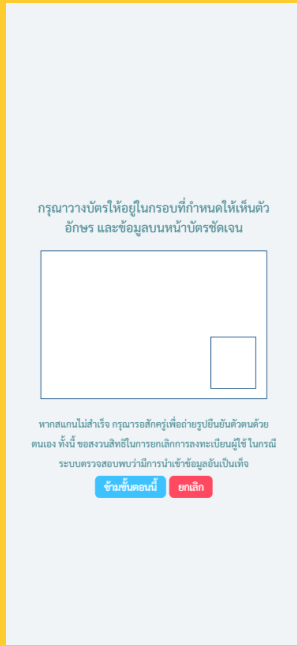 กรุณาวางบัตรให้อยู่ในกรอบที่กำหนดให้เห็นตัว
อักษร และข้อมูลบนหน้าบัตรชัดเจน
หากสแกนไม่สำเร็จ กรุณารอสักครู่เพื่อถ่ายรูปยืนยันตัวตนด้วย
ตนเอง ทั้งนี้ ขอสงวนสิทธิในการยกเลิกการลงทะเบียนผู้ใช้ ในกรณี
ระบบตรวจสอบพบว่ามีการนำเข้าข้อมูลอันเป็นเท็จ
ข้ามขั้นตอนนี้ ยกเลิก